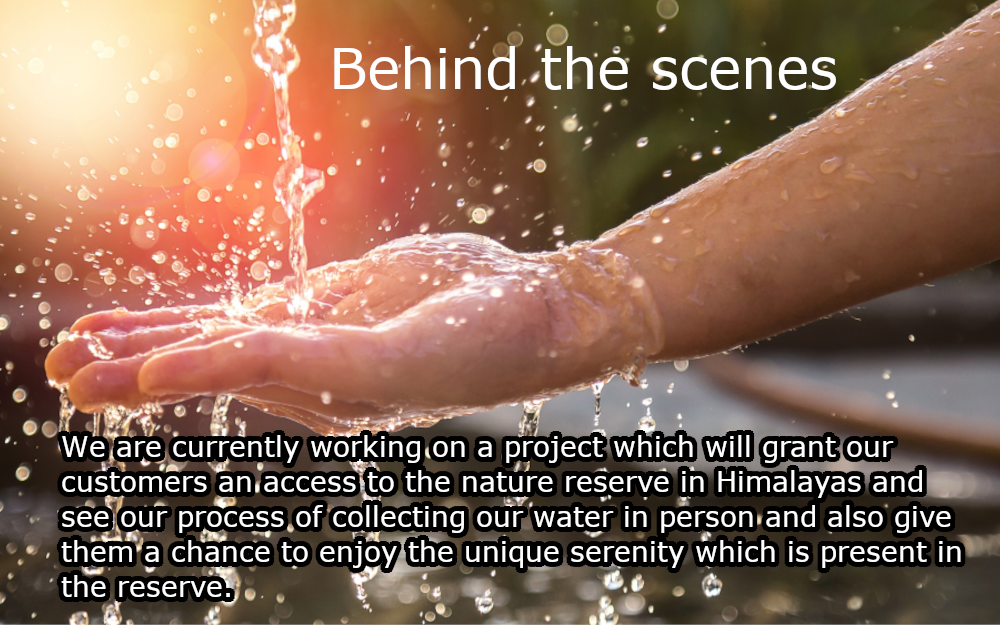 Behind the scenes
We are currently working on a project which will grant our
customers an access to the nature reserve in Himalayas and
see our process of collecting our water in person and also give
them a chance to enjoy the unique serenity which is present in
the reserve.